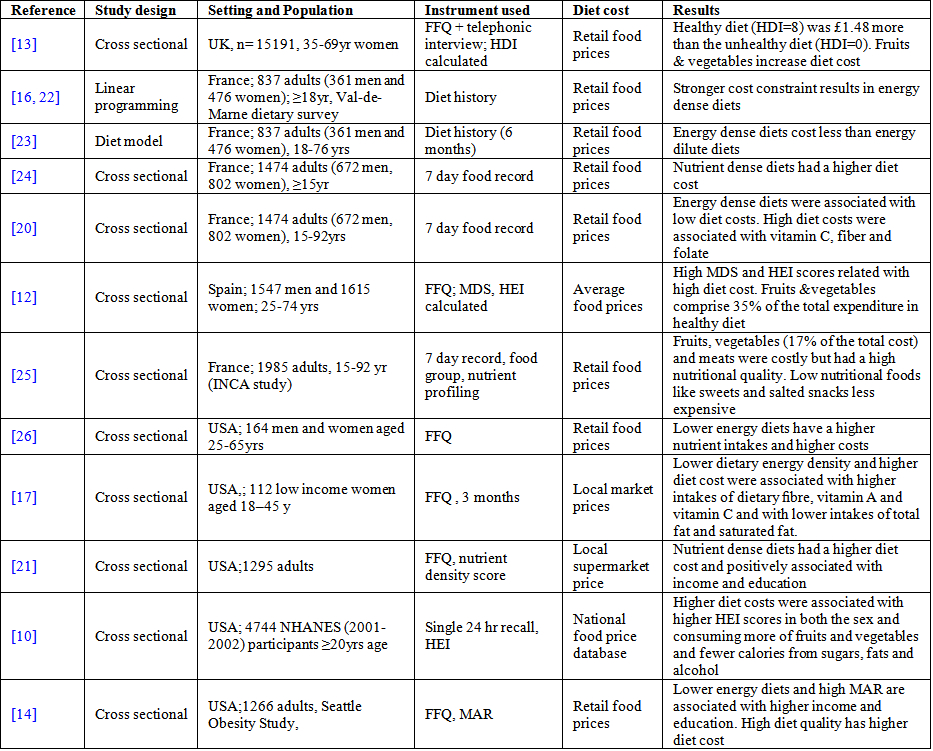 Reference Study design Setting and Population Instrument used Diet cost Results
[13] Cross sectional UK, n= 15191, 35-69yr women FFQ + telephonic interview; HDI calculated Retail food prices Healthy diet (HDI=8) was £1.48 more than the unhealthy diet (HDI=0). Fruits & vegetables increase diet cost
[16, 22] Linear programming France; 837 adults (361 men and 476 women); ≥18yr, Val-de-Marne dietary survey Diet history Retail food prices Stronger cost constraint results in energy dense diets
[23] Diet model France; 837 adults (361 men and 476 women), 18-76 yrs Diet history (6 months) Retail food prices Energy dense diets cost less than energy dilute diets
[24] Cross sectional France; 1474 adults (672 men, 802 women), ≥15yr 7 day food record Retail food prices Nutrient dense diets had a higher diet cost
[20] Cross sectional France; 1474 adults (672 men, 802 women), 15-92yrs 7 day food record Retail food prices Energy dense diets were associated with low diet costs. High diet costs were associated with vitamin C, fiber and folate
[12] Cross sectional Spain; 1547 men and 1615 women; 25-74 yrs FFQ; MDS, HEI calculated Average food prices High MDS and HEI scores related with high diet cost. Fruits &vegetables comprise 35% of the total expenditure in healthy diet
[25] Cross sectional France; 1985 adults, 15-92 yr (INCA study) 7 day record, food group, nutrient profiling Retail food prices Fruits, vegetables (17% of the total cost) and meats were costly but had a high nutritional quality. Low nutritional foods like sweets and salted snacks less expensive
[26] Cross sectional USA; 164 men and women aged 25-65yrs FFQ Retail food prices Lower energy diets have a higher nutrient intakes and higher costs
[17] Cross sectional USA,; 112 low income women aged 18–45 y FFQ , 3 months Local market prices Lower dietary energy density and higher diet cost were associated with higher intakes of dietary fibre, vitamin A and vitamin C and with lower intakes of total fat and saturated fat.
[21] Cross sectional USA;1295 adults FFQ, nutrient density score Local supermarket price Nutrient dense diets had a higher diet cost and positively associated with income and education
[10] Cross sectional USA; 4744 NHANES (2001-2002) participants ≥20yrs age Single 24 hr recall, HEI National food price database Higher diet costs were associated with higher HEI scores in both the sex and consuming more of fruits and vegetables and fewer calories from sugars, fats and alcohol
[14] Cross sectional USA;1266 adults, Seattle Obesity Study, FFQ, MAR Retail food prices Lower energy diets and high MAR are associated with higher income and education. High diet quality has higher diet cost